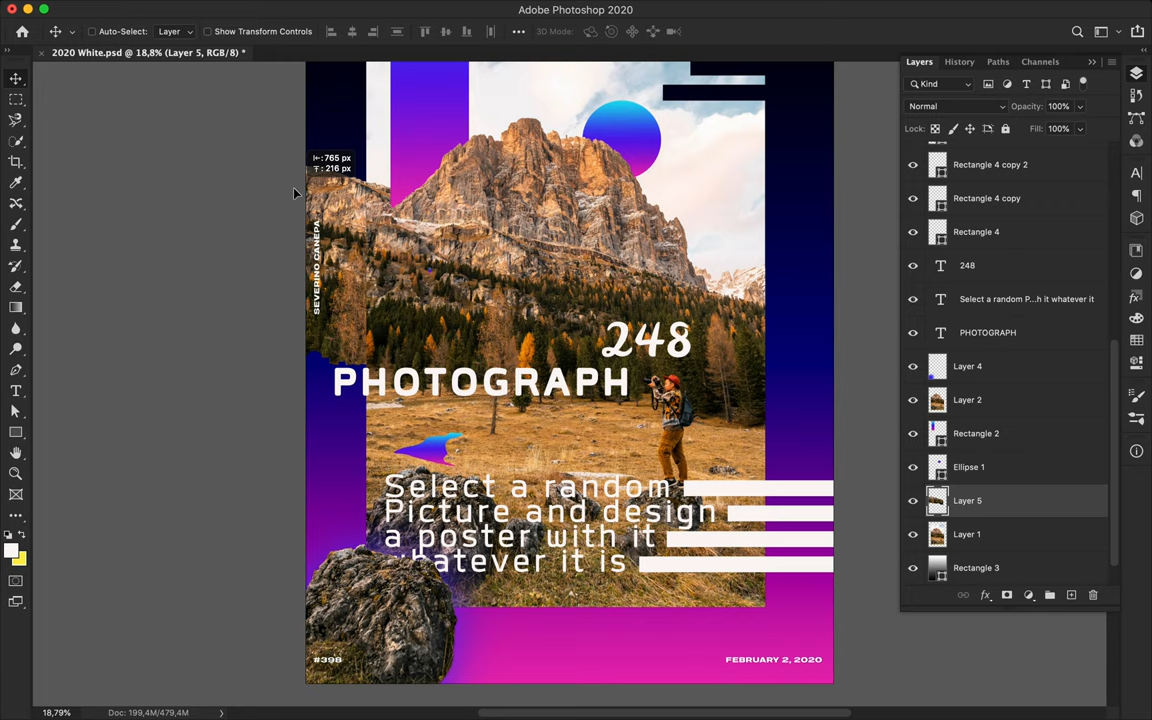 Adobe Photoshop 2020
Auto-Select:
Layer
Show Transform Controls
3D Mode:
2020 White.psd @ 18,8% (Layer 5, RGB/8) *
Layers
History
Paths
Channels
Kind
Normal
Opacity: 100%
Lock:
Fill: 100%
Rectangle 4 copy 2
Rectangle 4 copy
Rectangle 4
248
Select a random P...h it whatever it
PHOTOGRAPH
Layer 4
Layer 2
Rectangle 2
Ellipse 1
Layer 5
Layer 1
Rectangle 3
765 px
216 px
SEVERINO CANEPA
248
PHOTOGRAPH
Select a random
Picture and design
a poster with it
whatever it is
#398
FEBRUARY 2, 2020
18,79%
Doc: 199,4M/479,4M